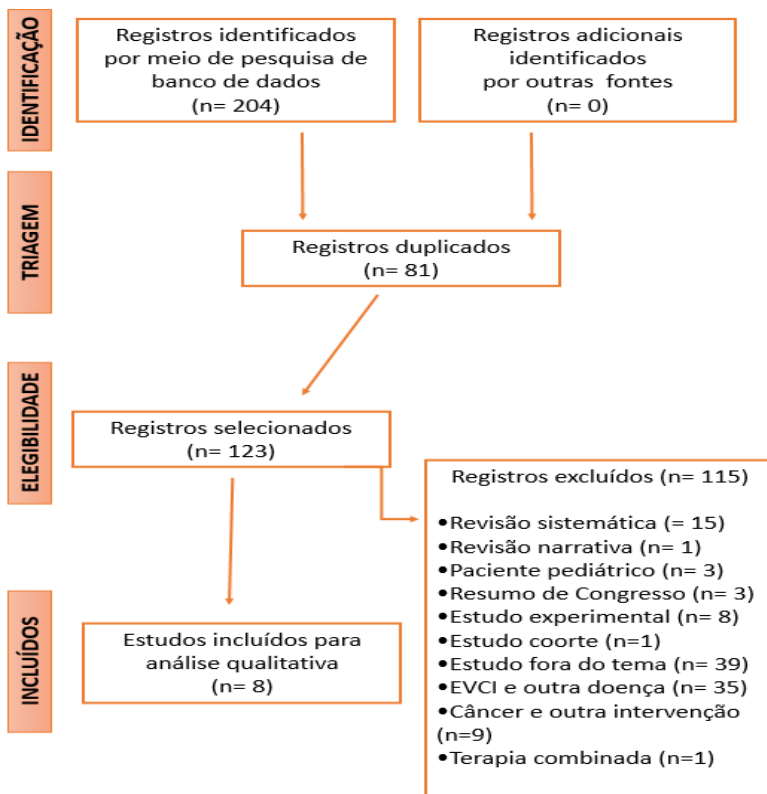 IDENTIFICAÇÃO
Registros identificados
por meio de pesquisa de
banco de dados
(n= 204)
Registros adicionais
identificados
por outras fontes
(n= 0)
TRIAGEM
Registros duplicados
(n= 81)
ELEGIBILIDADE
Registros selecionados
(n= 123)
Registros excluídos (n= 115)
•Revisão sistemática (= 15)
•Revisão narrativa (n= 1)
•Paciente pediátrico (n= 3)
•Resumo de Congresso (n= 3)
•Estudo experimental (n= 8)
•Estudo coorte (n=1)
•Estudo fora do tema (n= 39)
•EVCI e outra doença (n= 35)
•Câncer e outra intervenção
(n=9)
•Terapia combinada (n=1)
INCLUÍDOS
Estudos incluídos para
análise qualitativa
(n= 8)